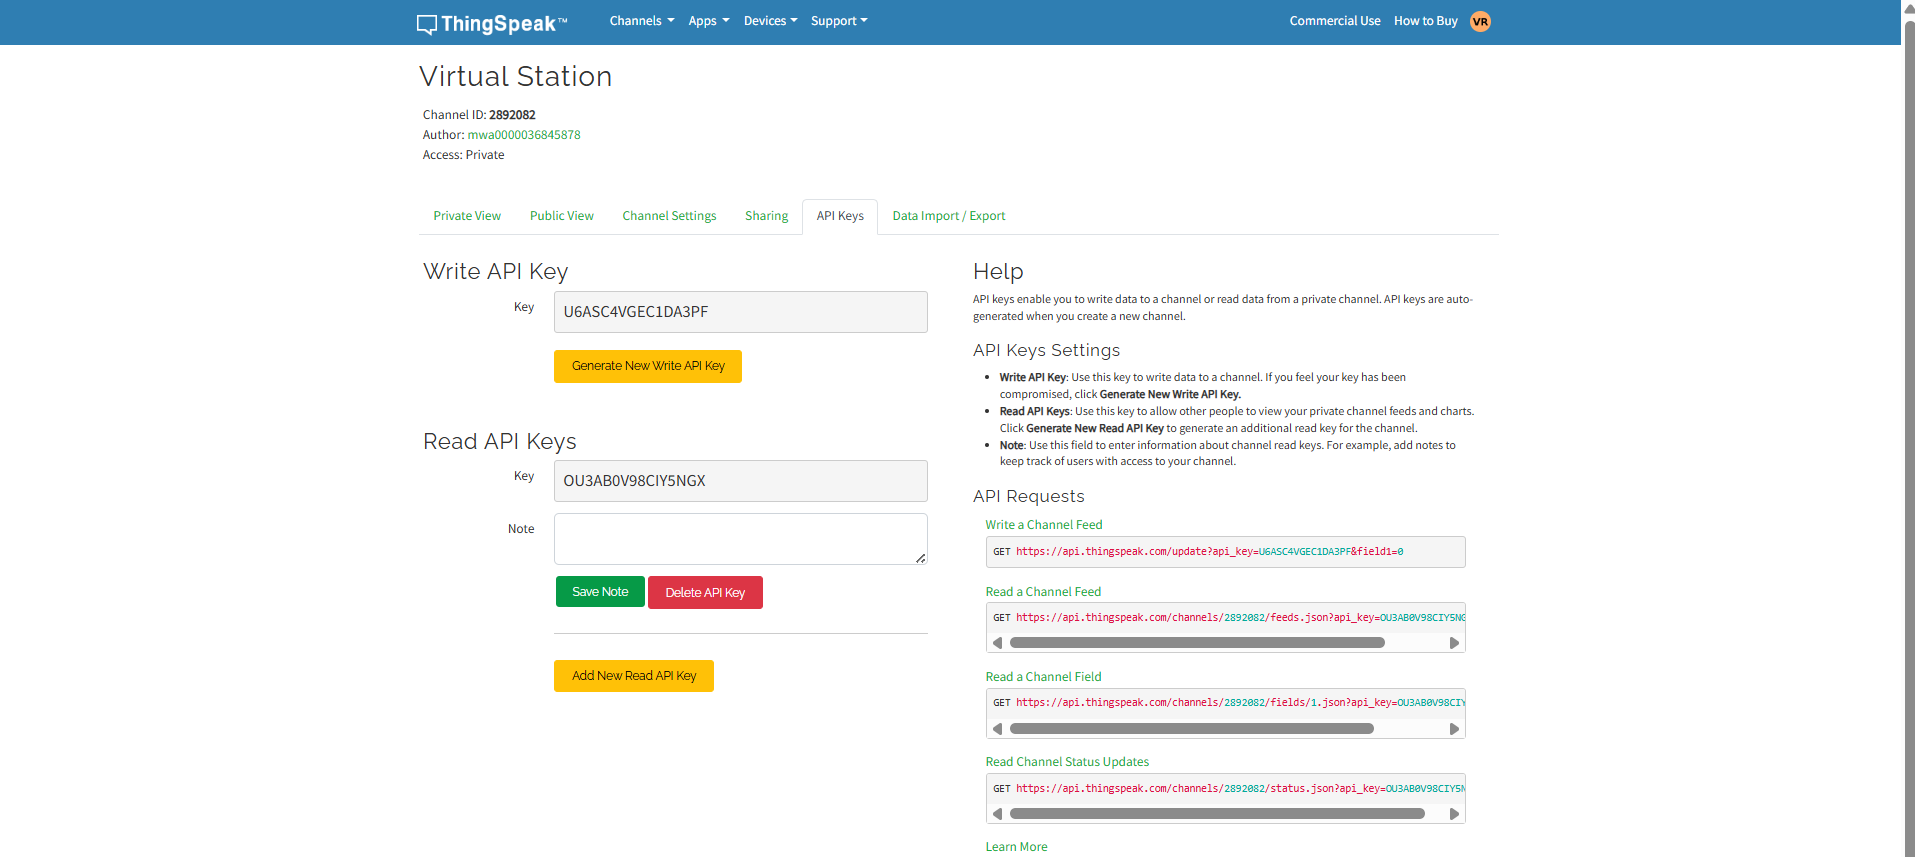 ThingSpeak™ Channels Apps Devices Support Commercial Use How to Buy VR
Virtual Station
Channel ID: 2892082
Author: mwa0000036845878
Access: Private
Private View Public View Channel Settings Sharing API Keys Data Import / Export
Write API Key
Key U6ASC4VGEC1DA3PF
Generate New Write API Key
Read API Keys
Key OU3AB0V98CIY5NGX
Note
Save Note Delete API Key
Add New Read API Key
Help
API keys enable you to write data to a channel or read data from a private channel. API keys are auto-
generated when you create a new channel.
API Keys Settings
• Write API Key: Use this key to write data to a channel. If you feel your key has been
compromised, click Generate New Write API Key.
• Read API Keys: Use this key to allow other people to view your private channel feeds and charts.
Click Generate New Read API Key to generate an additional read key for the channel.
• Note: Use this field to enter information about channel read keys. For example, add notes to
keep track of users with access to your channel.
API Requests
Write a Channel Feed
GET https://api.thingspeak.com/update?api_key=U6ASC4VGEC1DA3PF&field1=0
Read a Channel Feed
GET https://api.thingspeak.com/channels/2892082/feeds.json?api_key=OU3AB0V98CIY5NG
Read a Channel Field
GET https://api.thingspeak.com/channels/2892082/fields/1.json?api_key=OU3AB0V98CIY
Read Channel Status Updates
GET https://api.thingspeak.com/channels/2892082/status.json?api_key=OU3AB0V98CIY5N
Learn More